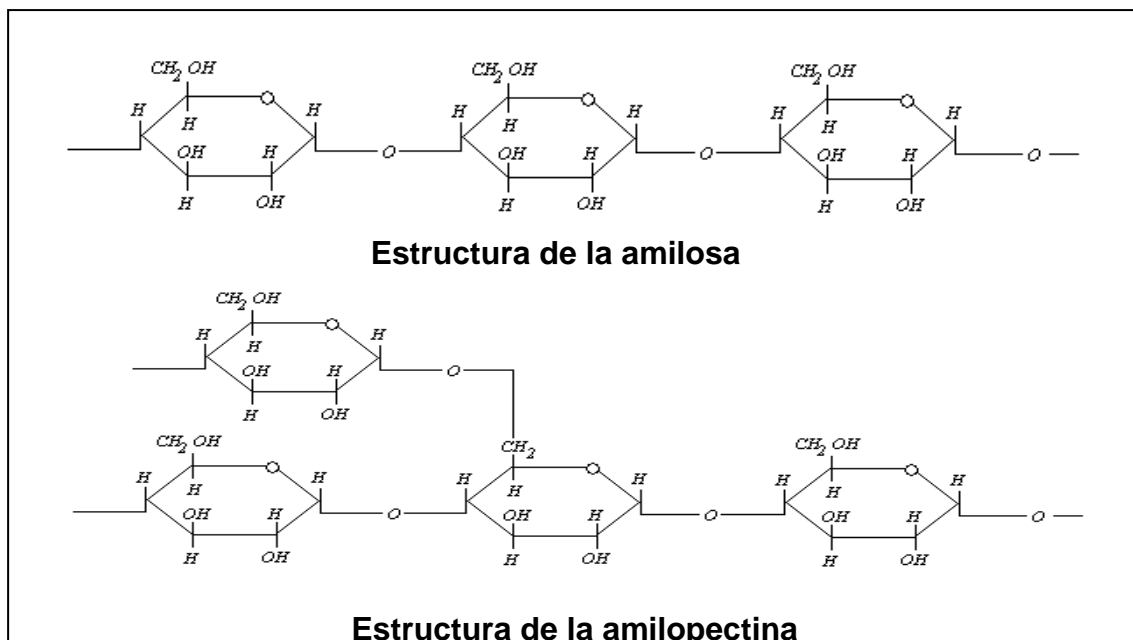 CH2 OH CH2 OH CH2 OH
H O H H O H H O H
H H H
OH H OH H OH H
O O O
H OH H OH H OH
Estructura de la amilosa
CH2 OH
H O H
H
OH H O
H OH
CH2 OH CH2 CH2 OH
H O H H O H H O H
H H H
OH H OH H OH H
O O O
H OH H OH H OH
Estructura de la amilopectina